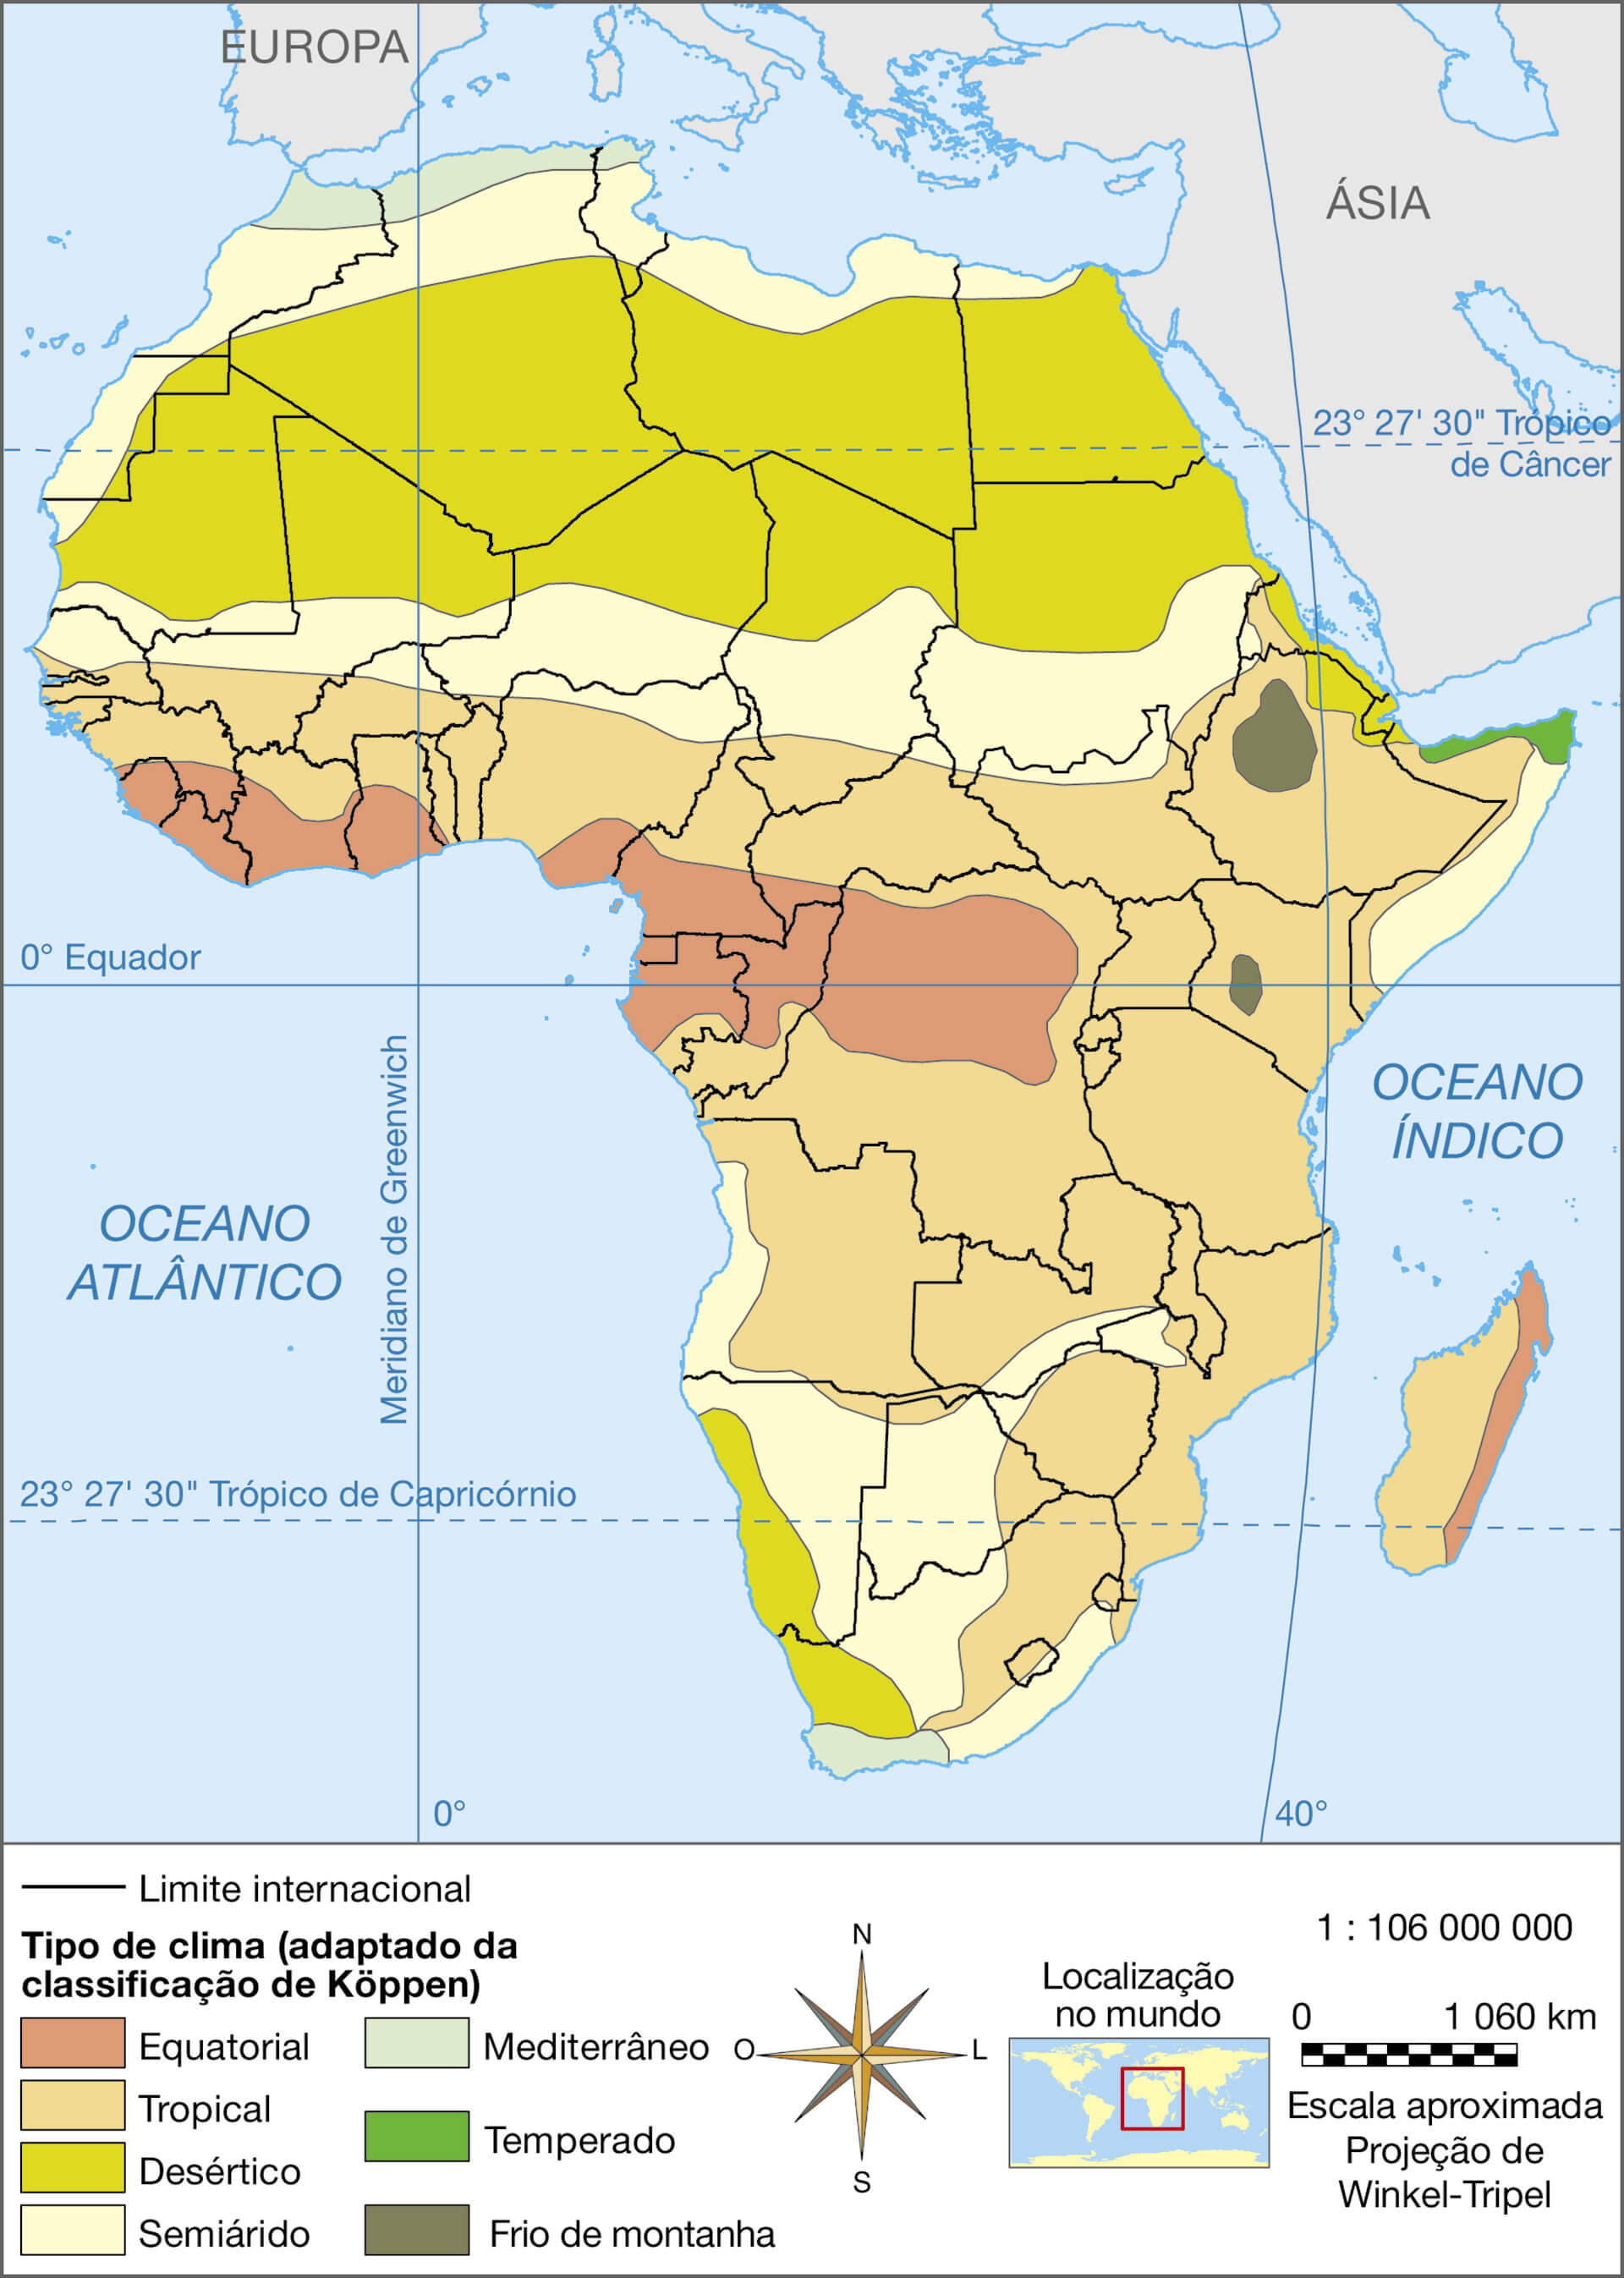 EUROPA
ÁSIA
23° 27' 30" Trópico
de Câncer
0° Equador
Meridiano de Greenwich
OCEANO
ÍNDICO
OCEANO
ATLÂNTICO
23° 27' 30" Trópico de Capricórnio
0°
40°
Limite internacional
Tipo de clima (adaptado da
classificação de Köppen)
Equatorial
Tropical
Desértico
Semiárido
Mediterrâneo
Temperado
Frio de montanha
N
O
L
S
Localização
no mundo
1 : 106 000 000
0 1 060 km
Escala aproximada
Projeção de
Winkel-Tripel